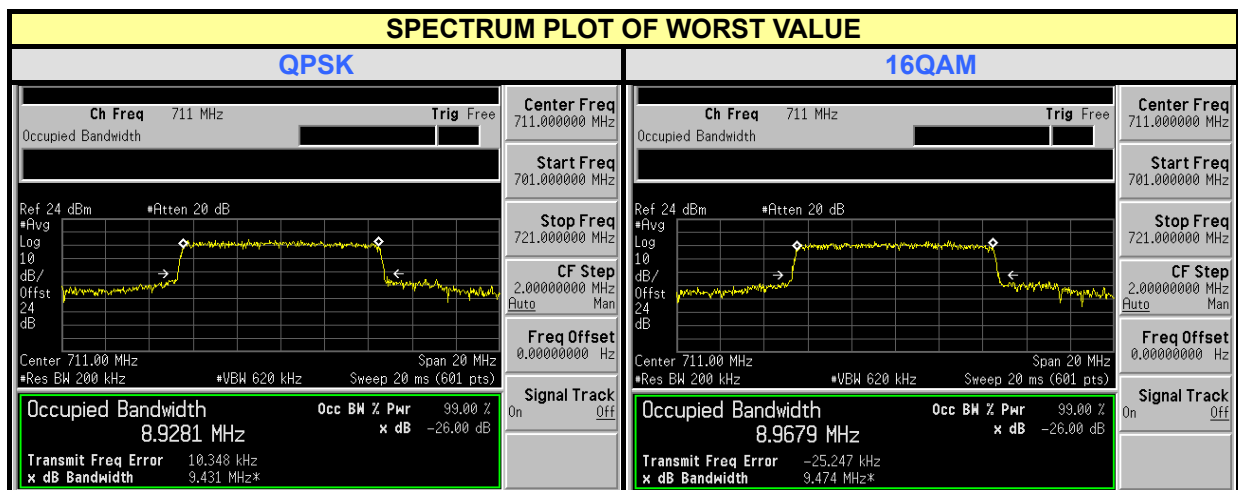 SPECTRUM PLOT OF WORST VALUE
QPSK
Ch Freq 711 MHz Trig Free
Occupied Bandwidth
Ref 24 dBm #Atten 20 dB
#Avg
Log
10
dB/
Offst
24
dB
Center 711.00 MHz Span 20 MHz
#Res BW 200 kHz #VBW 620 kHz Sweep 20 ms (601 pts)
Occupied Bandwidth Occ BW % Pwr 99.00 %
8.9281 MHz x dB -26.00 dB
Transmit Freq Error 10.348 kHz
x dB Bandwidth 9.431 MHz*
Center Freq
711.000000 MHz
Start Freq
701.000000 MHz
Stop Freq
721.000000 MHz
CF Step
2.00000000 MHz
Auto Man
Freq Offset
0.00000000 Hz
Signal Track
On Off
16QAM
Ch Freq 711 MHz Trig Free
Occupied Bandwidth
Ref 24 dBm #Atten 20 dB
#Avg
Log
10
dB/
Offst
24
dB
Center 711.00 MHz Span 20 MHz
#Res BW 200 kHz #VBW 620 kHz Sweep 20 ms (601 pts)
Occupied Bandwidth Occ BW % Pwr 99.00 %
8.9679 MHz x dB -26.00 dB
Transmit Freq Error -25.247 kHz
x dB Bandwidth 9.474 MHz*
Center Freq
711.000000 MHz
Start Freq
701.000000 MHz
Stop Freq
721.000000 MHz
CF Step
2.00000000 MHz
Auto Man
Freq Offset
0.00000000 Hz
Signal Track
On Off